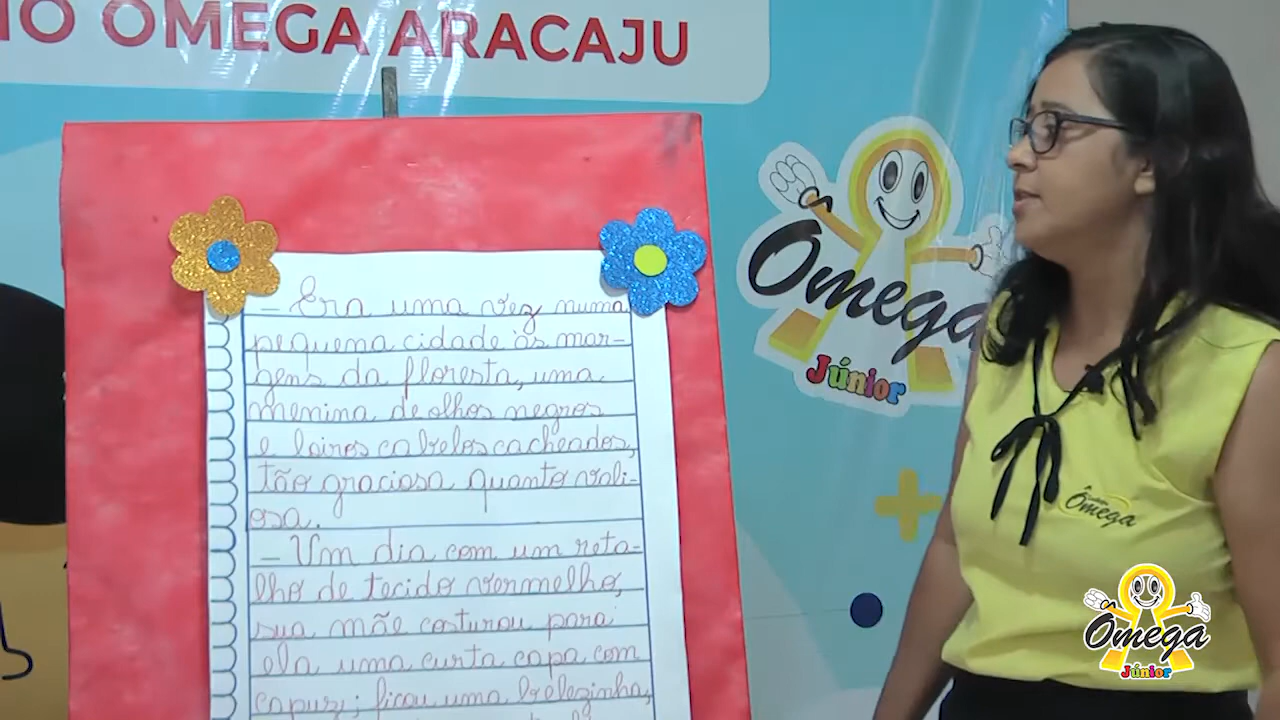 IO OMEGA ARACAJU
– Era uma vez numa
pequena cidade às mar-
gens da floresta, uma
menina de olhos negros
e loiros cabelos cacheados,
tão graciosa quanto vali-
osa.
– Um dia com um reta-
lho de tecido vermelho,
sua mãe costurou para
ela uma curta capa com
capuz; ficou uma belezinha,
Ômega
Júnior
Ômega
Ômega
Júnior